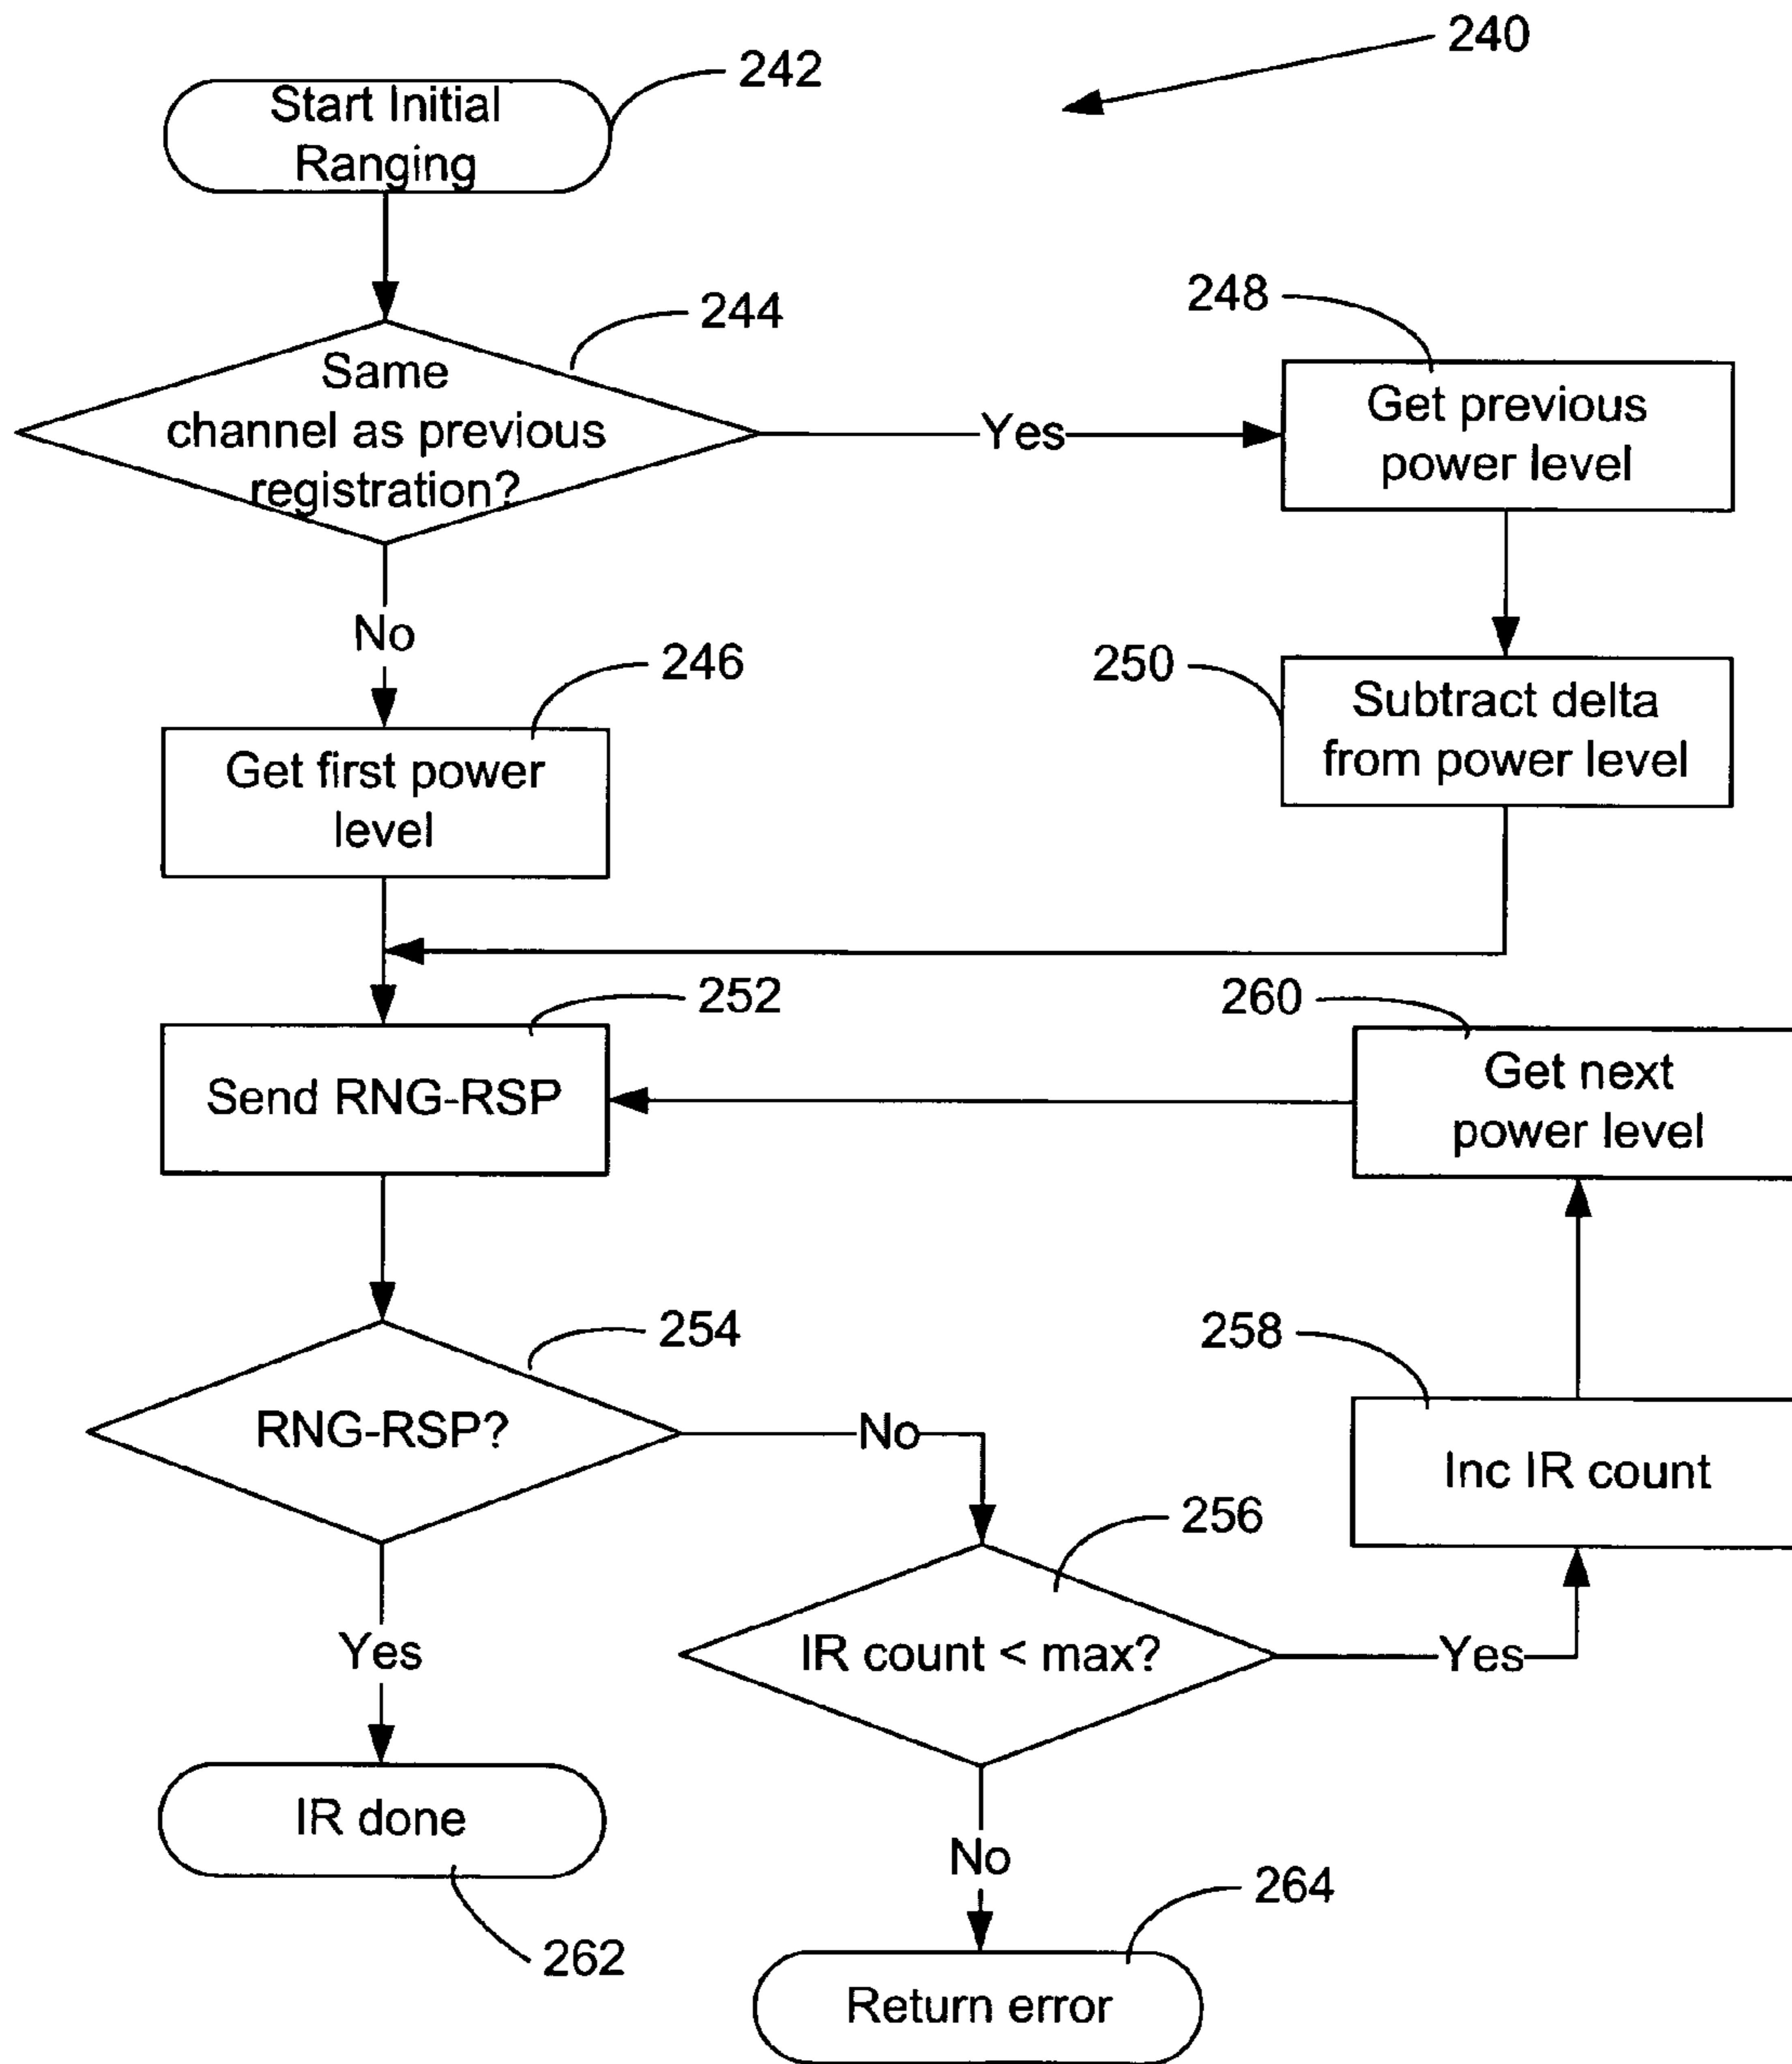 240
242
Start Initial
Ranging
244
Same
channel as previous
registration?
Yes
248
Get previous
power level
No
246
Get first power
level
250
Subtract delta
from power level
252
Send RNG-RSP
260
Get next
power level
254
RNG-RSP?
No
258
Inc IR count
256
IR count < max?
Yes
Yes
IR done
262
No
264
Return error